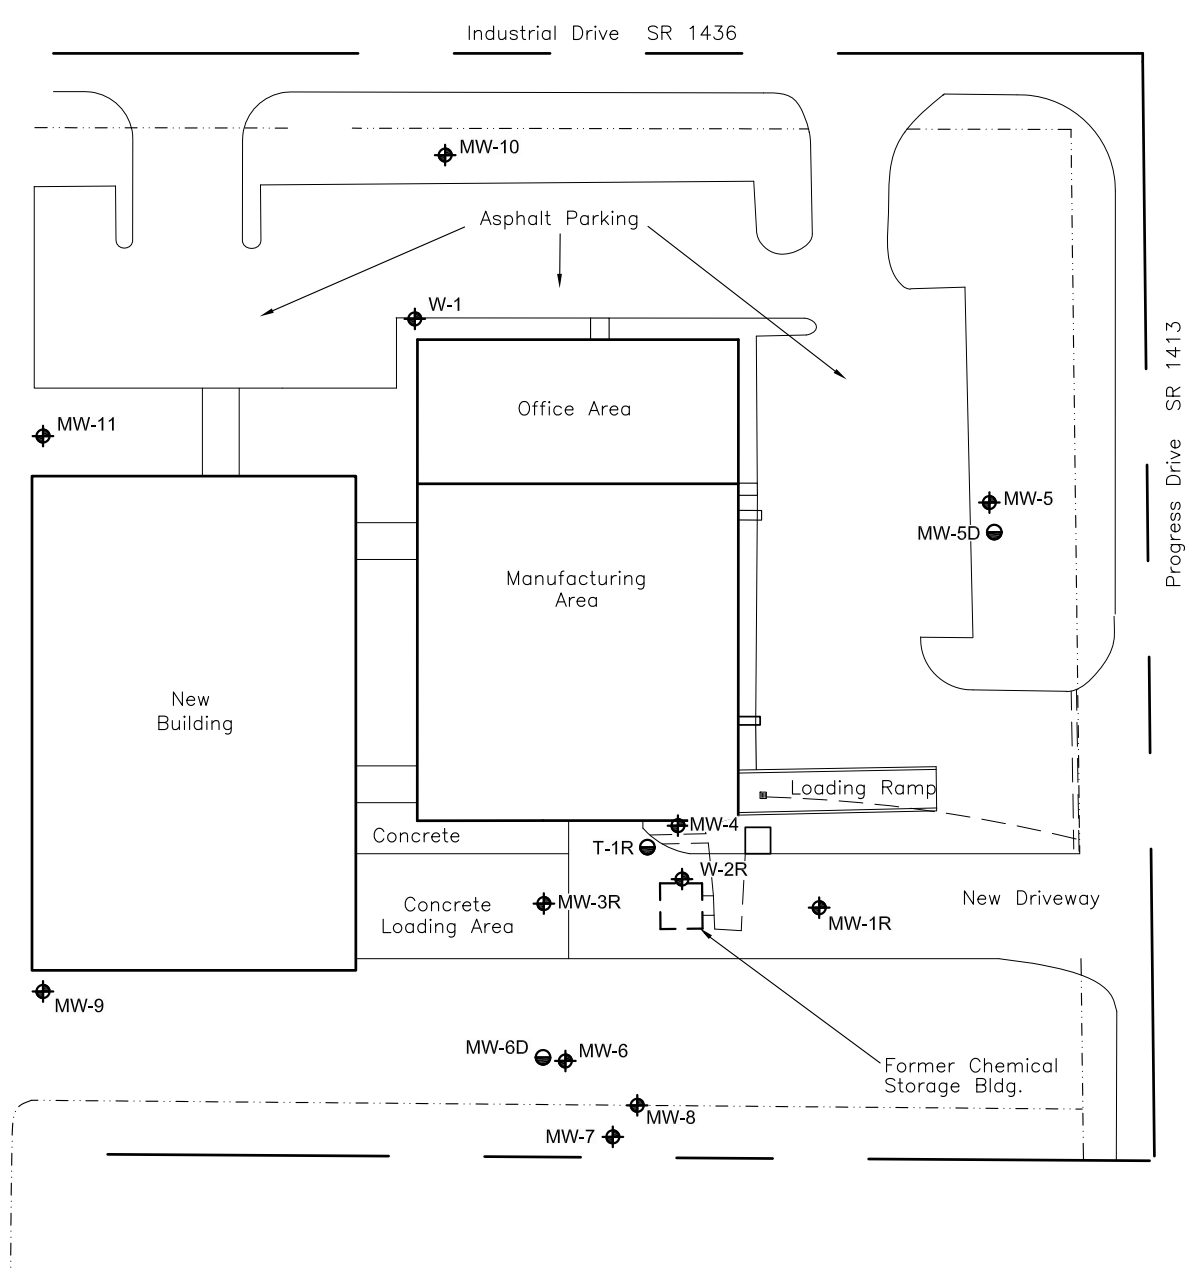 Industrial Drive SR 1436
MW-10
Asphalt Parking
W-1
Progress Drive SR 1413
Office Area
MW-11
MW-5
MW-5D
Manufacturing
Area
New
Building
Loading Ramp
MW-4
Concrete
T-1R
W-2R
New Driveway
MW-3R
Concrete
Loading Area
MW-1R
MW-9
MW-6D
MW-6
Former Chemical
Storage Bldg.
MW-8
MW-7